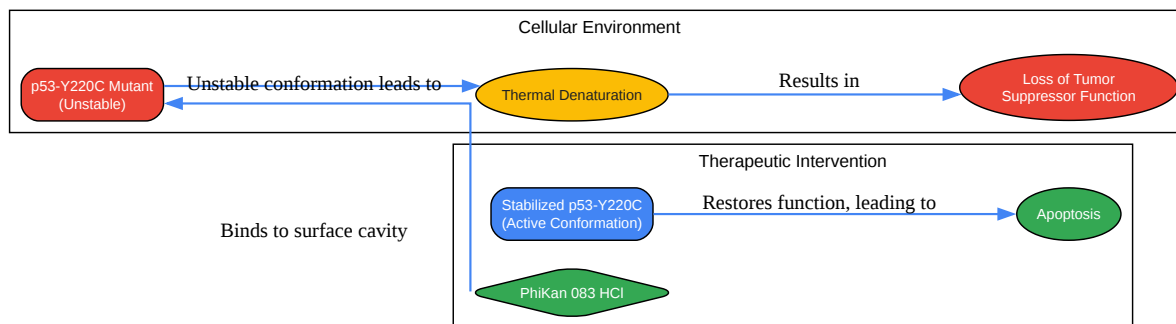 Cellular Environment
p53-Y220C Mutant
(Unstable)
Unstable conformation leads to
Thermal Denaturation
Results in
Loss of Tumor
Suppressor Function
Therapeutic Intervention
Stabilized p53-Y220C
(Active Conformation)
Restores function, leading to
Apoptosis
Binds to surface cavity
PhiKan 083 HCl